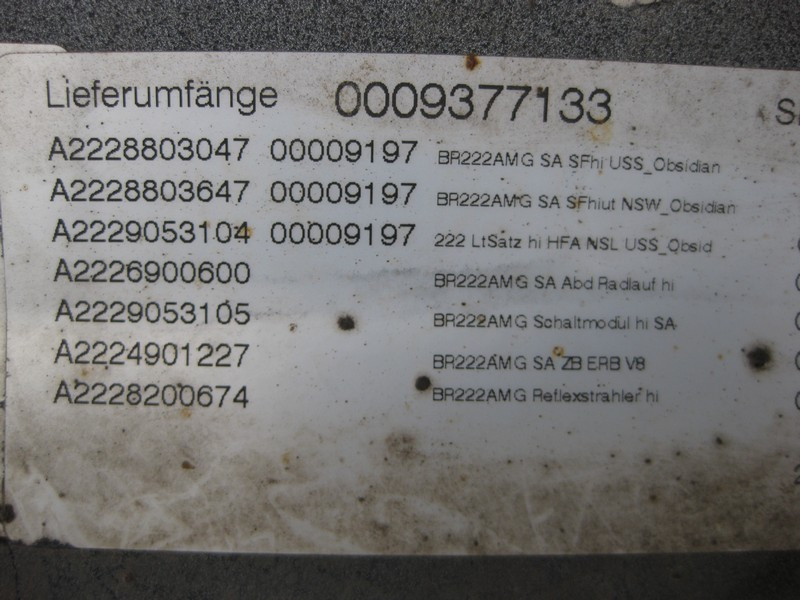 Lieferumfänge 0009377133
A2228803047 00009197 BR222AMG SA SFhi USS_Obsidian
A2228803647 00009197 BR222AMG SA SFhiut NSW_Obsidian
A2229053104 00009197 222 LtSatz hi HFA NSL USS_Obsid
A2226900600 BR222AMG SA Abd Radlauf hi
A2229053105 BR222AMG Schaltmodul hi SA
A2224901227 BR222AMG SA ZB ERB V8
A2228200674 BR222AMG Reflexstrahler hi